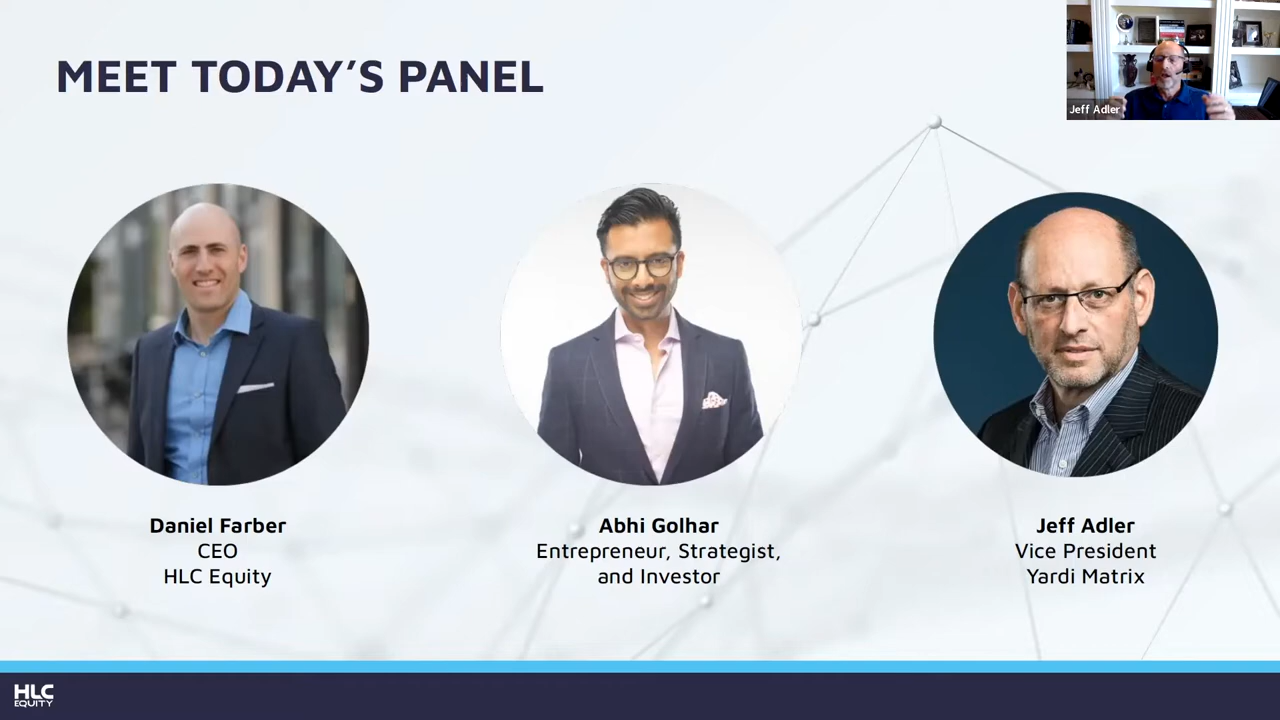 MEET TODAY'S PANEL
Jeff Adler
Daniel Farber
CEO
HLC Equity
Abhi Golhar
Entrepreneur, Strategist,
and Investor
Jeff Adler
Vice President
Yardi Matrix
HLC
EQUITY